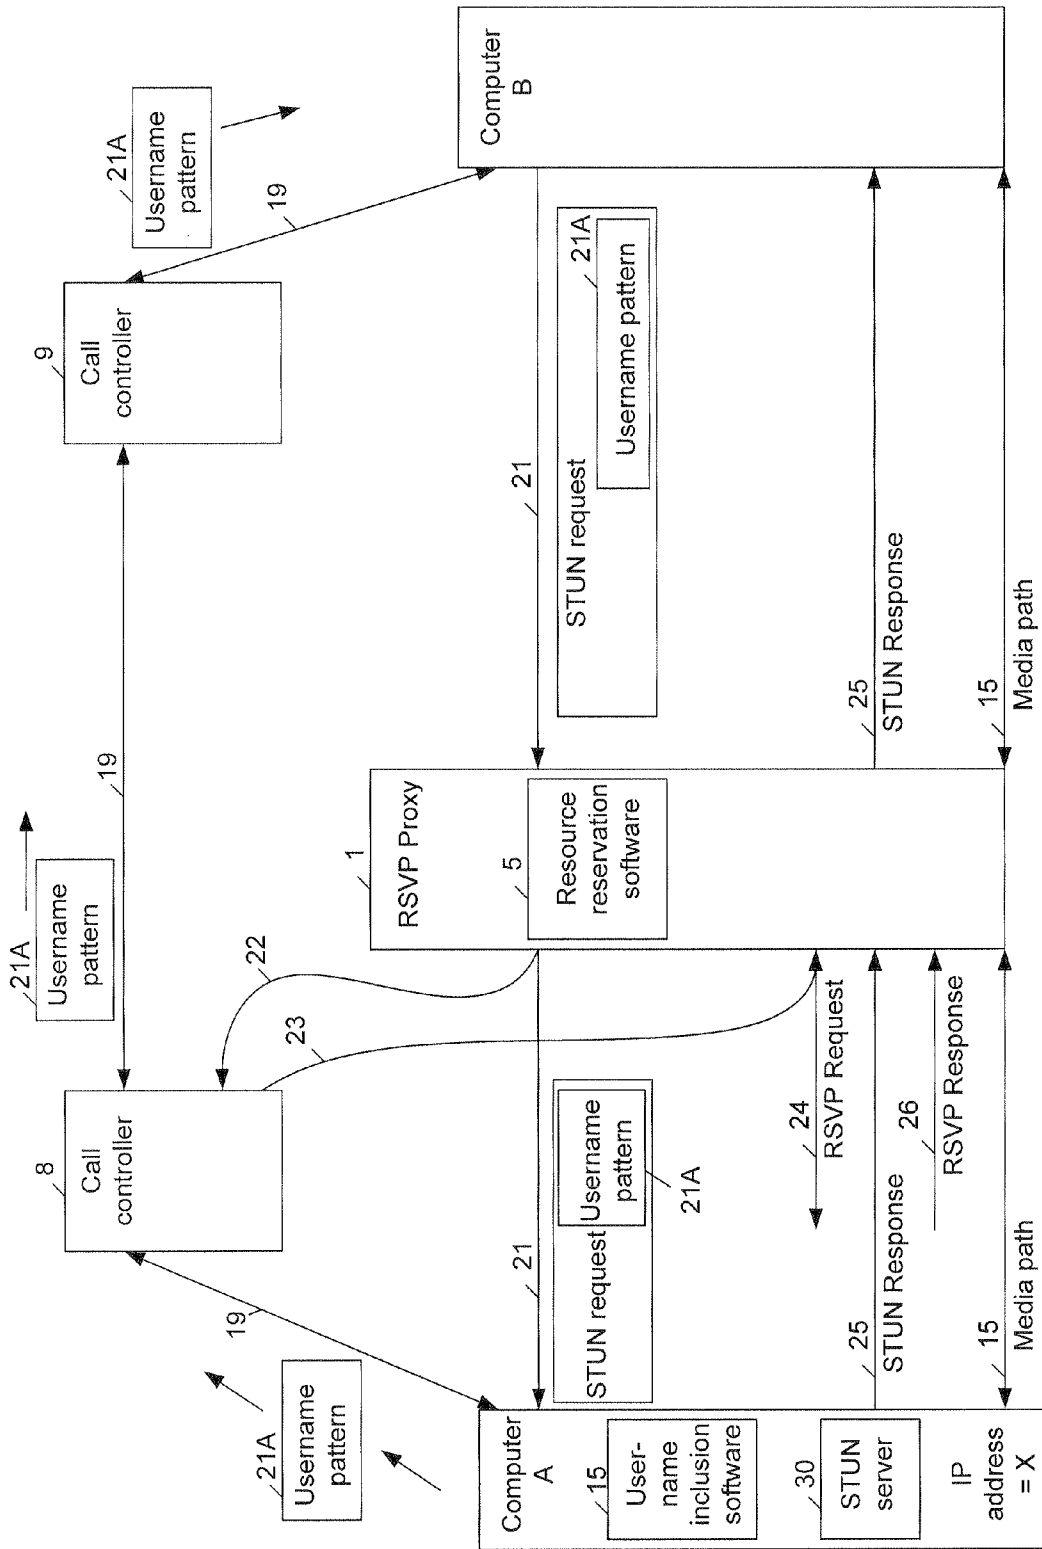 21A
Username
pattern
19
8
Call
controller
21A
Username
pattern
19
9
Call
controller
19
21A
Username
pattern
22
23
Computer
A
15
User-
name
inclusion
software
30
STUN
server
IP
address
= X
21
STUN request
Username
pattern
21A
24
RSVP Request
25
STUN Response
26
RSVP Response
15
Media path
1
RSVP Proxy
5
Resource
reservation
software
21
STUN request
21A
Username pattern
25
STUN Response
15
Media path
Computer
B